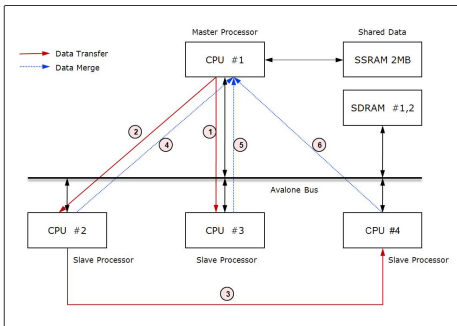 Master Processor
Shared Data
Data Transfer
Data Merge
CPU #1
SSRAM 2MB
SDRAM #1,2
2
1
4
5
6
Avalone Bus
CPU #2
CPU #3
CPU #4
Slave Processor
Slave Processor
Slave Processor
3